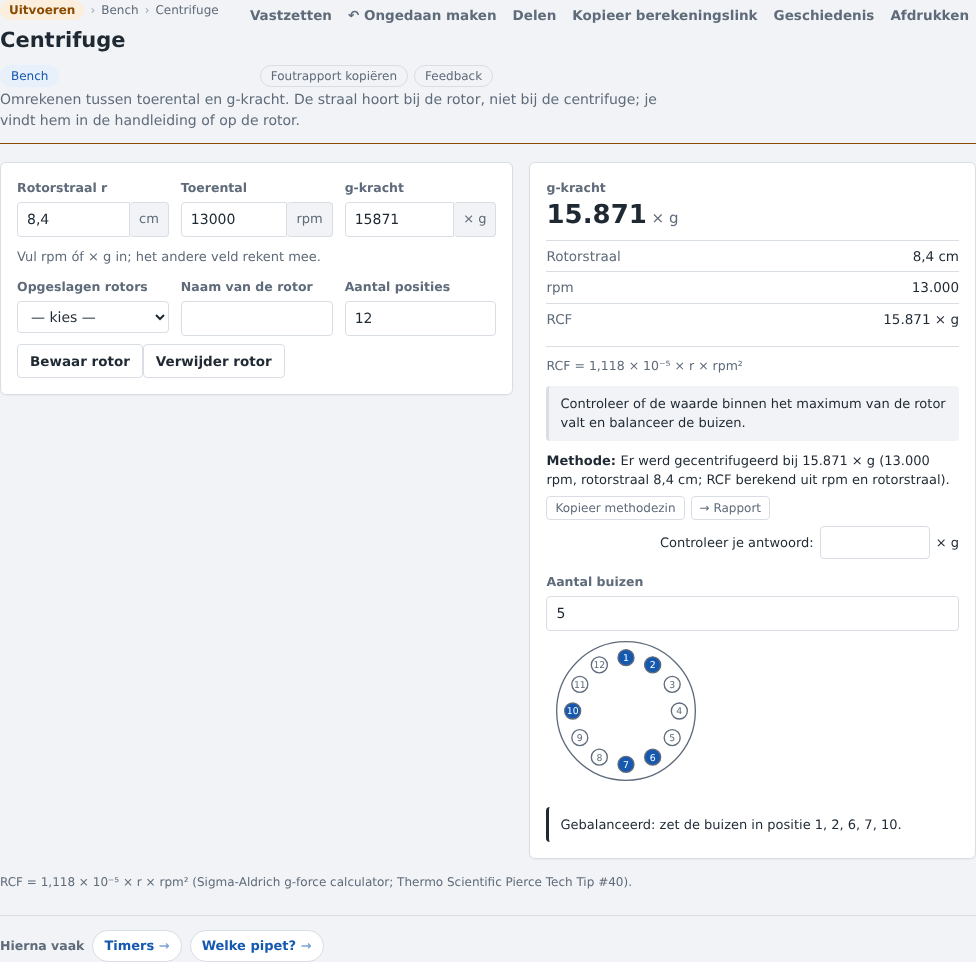 Uitvoeren › Bench › Centrifuge
Vastzetten ↶ Ongedaan maken Delen Kopieer berekeningslink Geschiedenis Afdrukken
Centrifuge
Bench Foutrapport kopiëren Feedback
Omrekenen tussen toerental en g-kracht. De straal hoort bij de rotor, niet bij de centrifuge; je
vindt hem in de handleiding of op de rotor.
Rotorstraal r Toerental g-kracht
8,4 cm 13000 rpm 15871 × g
Vul rpm óf × g in; het andere veld rekent mee.
Opgeslagen rotors Naam van de rotor Aantal posities
— kies — 12
Bewaar rotor Verwijder rotor
g-kracht
15.871 × g
Rotorstraal 8,4 cm
rpm 13.000
RCF 15.871 × g
RCF = 1,118 × 10⁻⁵ × r × rpm²
Controleer of de waarde binnen het maximum van de rotor
valt en balanceer de buizen.
Methode: Er werd gecentrifugeerd bij 15.871 × g (13.000
rpm, rotorstraal 8,4 cm; RCF berekend uit rpm en rotorstraal).
Kopieer methodezin → Rapport
Controleer je antwoord: × g
Aantal buizen
5
1
12 2
11 3
10 4
9 5
8 6
7
Gebalanceerd: zet de buizen in positie 1, 2, 6, 7, 10.
RCF = 1,118 × 10⁻⁵ × r × rpm² (Sigma-Aldrich g-force calculator; Thermo Scientific Pierce Tech Tip #40).
Hierna vaak Timers → Welke pipet? →